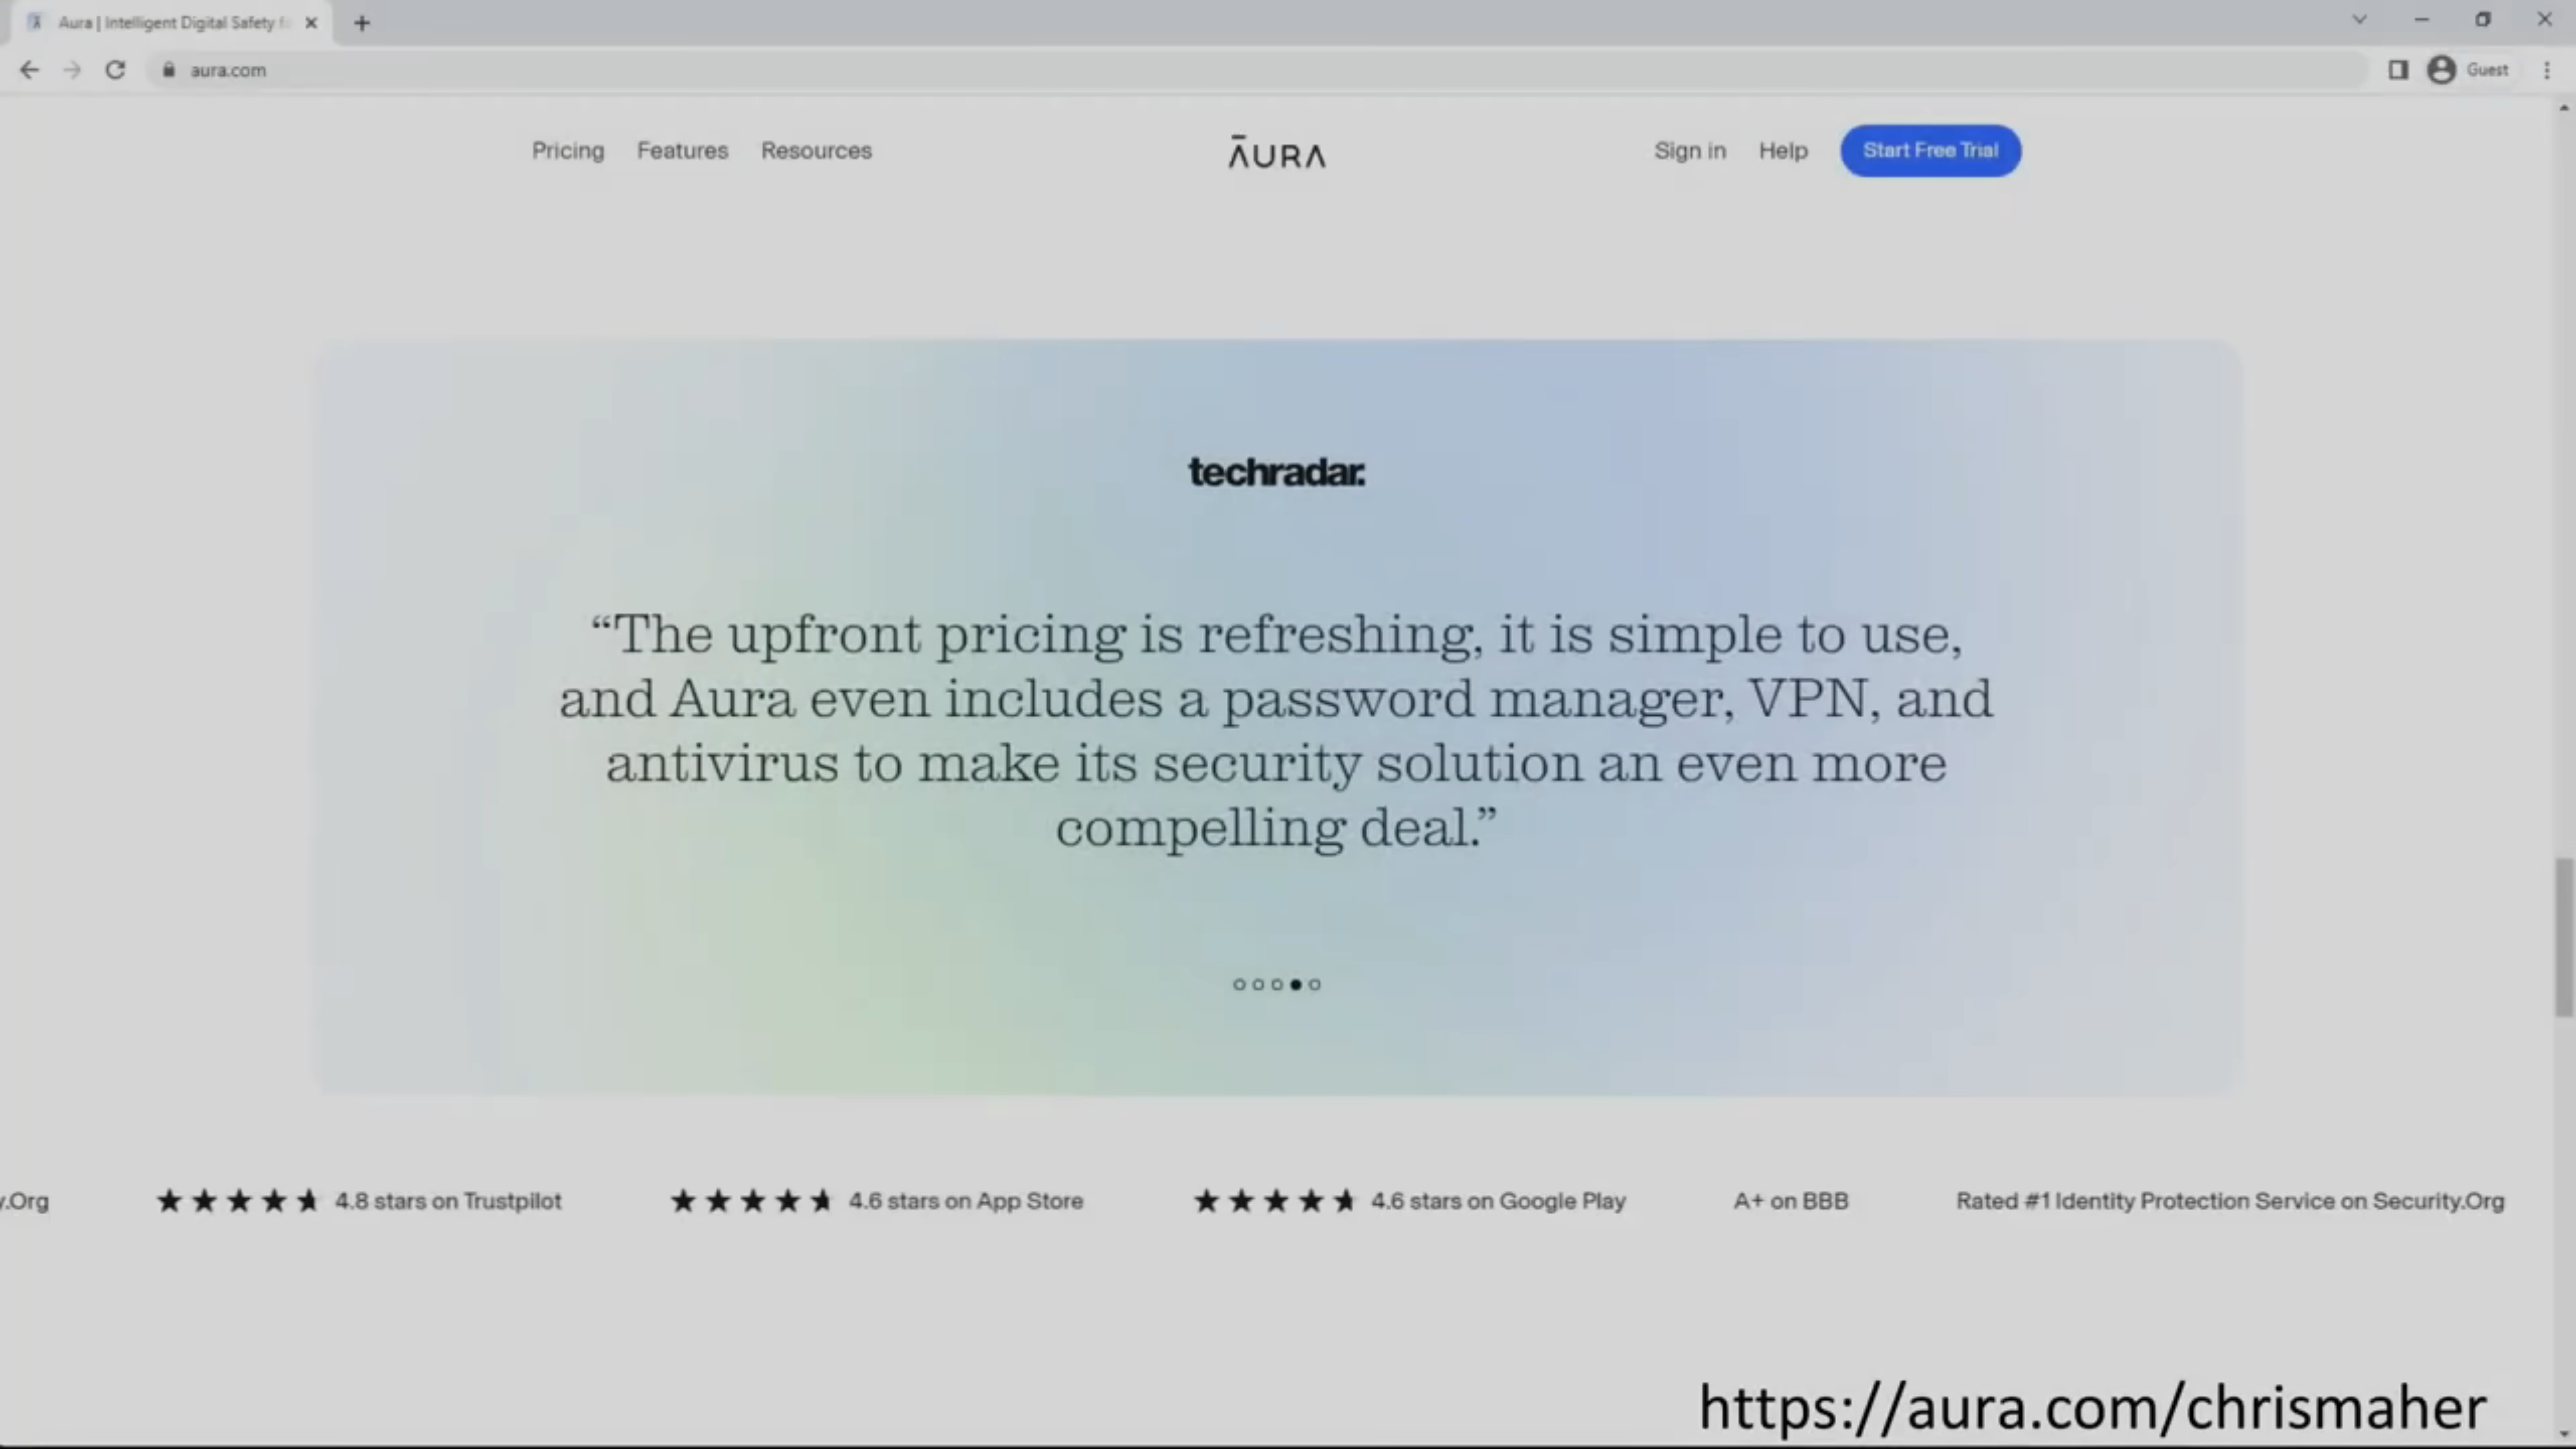 Aura | Intelligent Digital Safety f
aura.com
Guest
Pricing Features Resources
ĀURA
Sign in Help Start Free Trial
techradar.
“The upfront pricing is refreshing, it is simple to use,
and Aura even includes a password manager, VPN, and
antivirus to make its security solution an even more
compelling deal.”
y.Org
4.8 stars on Trustpilot
4.6 stars on App Store
4.6 stars on Google Play
A+ on BBB
Rated #1 Identity Protection Service on Security.Org
https://aura.com/chrismaher